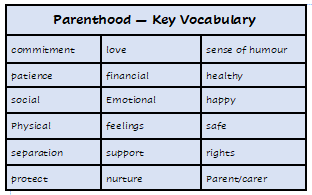 Parenthood — Key Vocabulary
commitment love sense of humour
patience financial healthy
social Emotional happy
Physical feelings safe
separation support rights
protect nurture Parent/carer